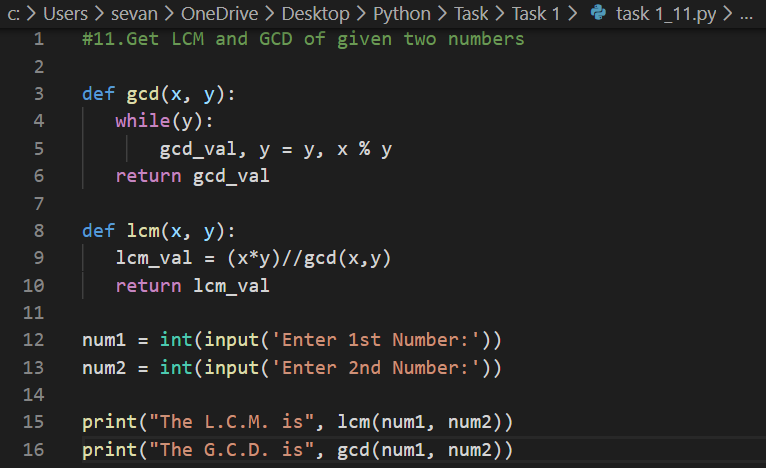 c: > Users > sevan > OneDrive > Desktop > Python > Task > Task 1 > task 1_11.py > ...
1 #11.Get LCM and GCD of given two numbers
2
3 def gcd(x, y):
4    while(y):
5        gcd_val, y = y, x % y
6    return gcd_val
7
8 def lcm(x, y):
9    lcm_val = (x*y)//gcd(x,y)
10    return lcm_val
11
12 num1 = int(input('Enter 1st Number:'))
13 num2 = int(input('Enter 2nd Number:'))
14
15 print("The L.C.M. is", lcm(num1, num2))
16 print("The G.C.D. is", gcd(num1, num2))